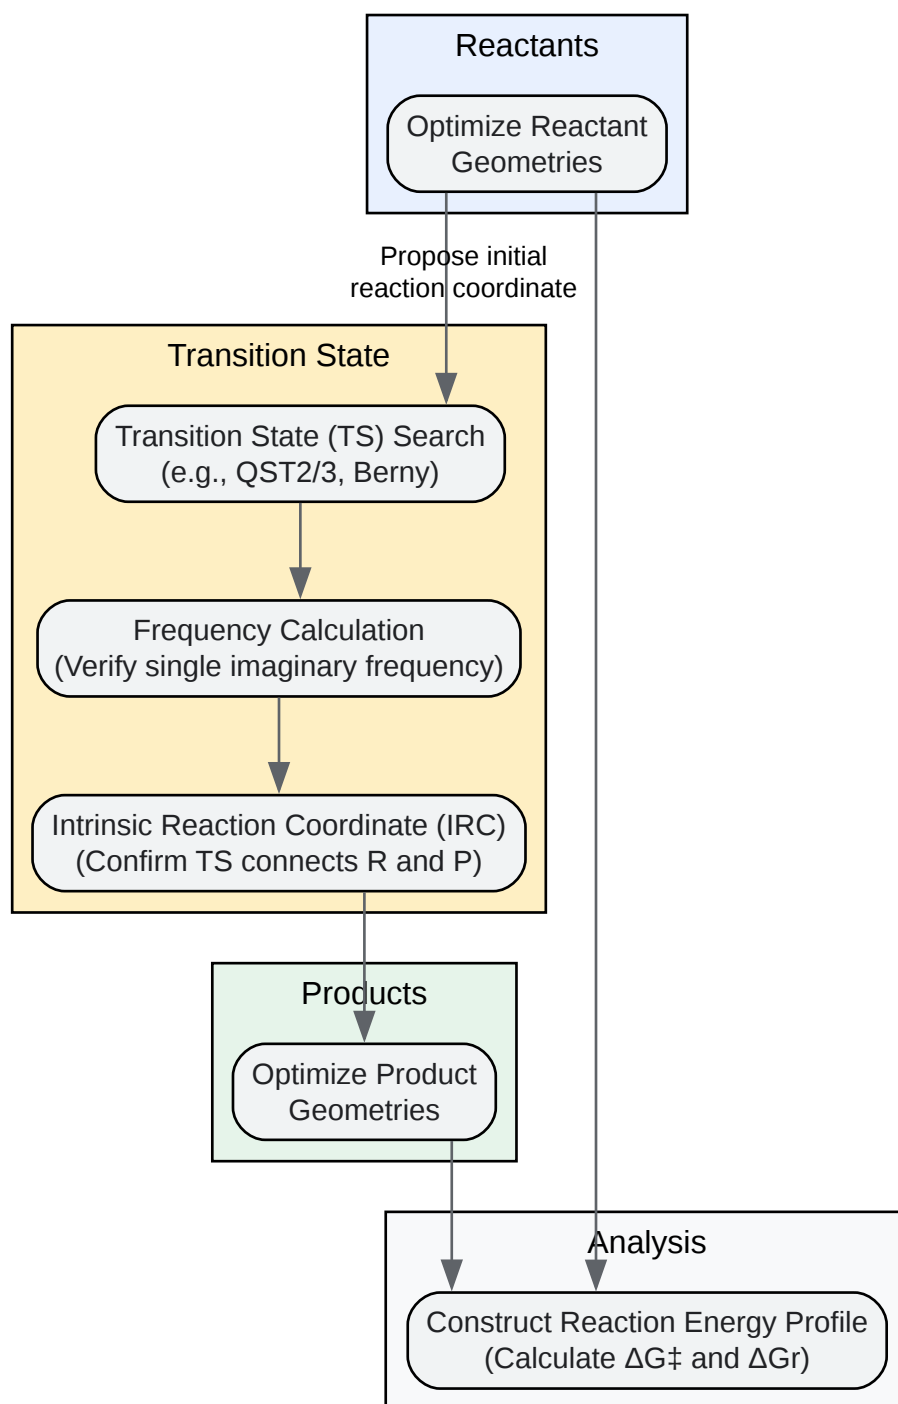 Reactants
Optimize Reactant
Geometries
Propose initial
reaction coordinate
Transition State
Transition State (TS) Search
(e.g., QST2/3, Berny)
Frequency Calculation
(Verify single imaginary frequency)
Intrinsic Reaction Coordinate (IRC)
(Confirm TS connects R and P)
Products
Optimize Product
Geometries
Analysis
Construct Reaction Energy Profile
(Calculate ΔG‡ and ΔGr)